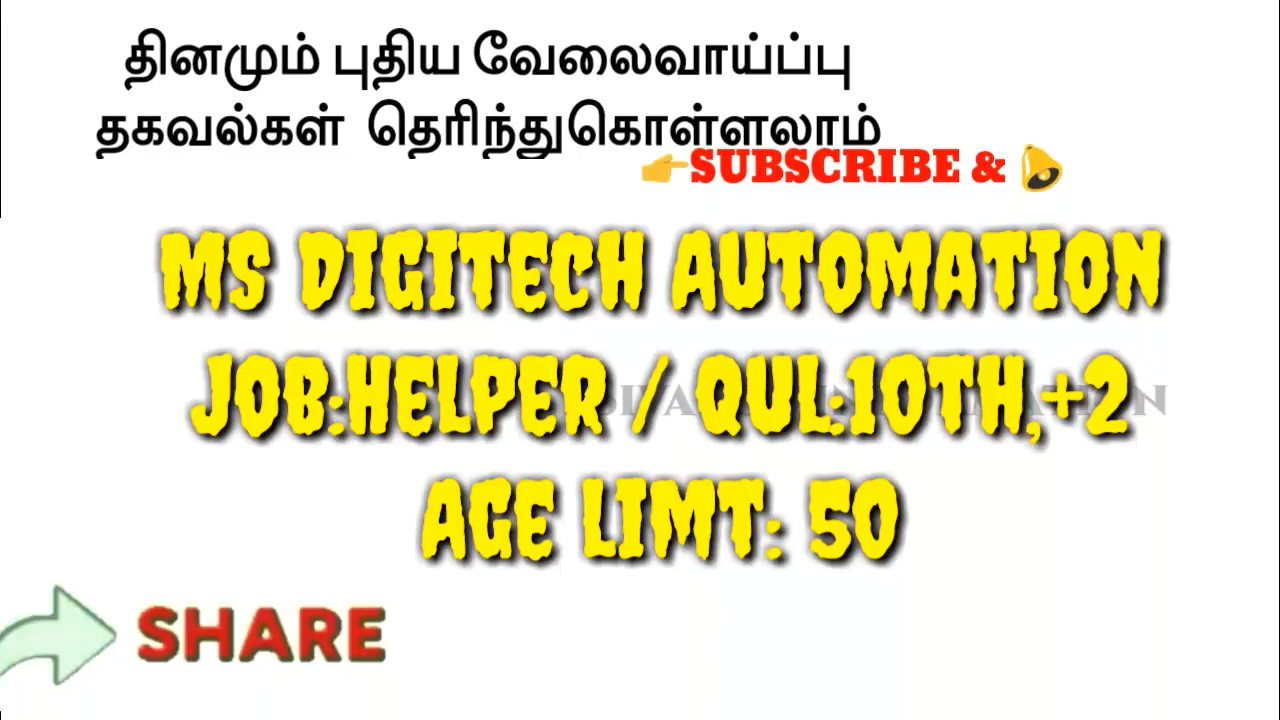 தினமும் புதிய வேலைவாய்ப்பு
தகவல்கள் தெரிந்துகொள்ளலாம்
👉SUBSCRIBE & 🔔
MS DIGITECH AUTOMATION
JOB:HELPER / QUL:10TH,+2
AGE LIMT: 50
SHARE